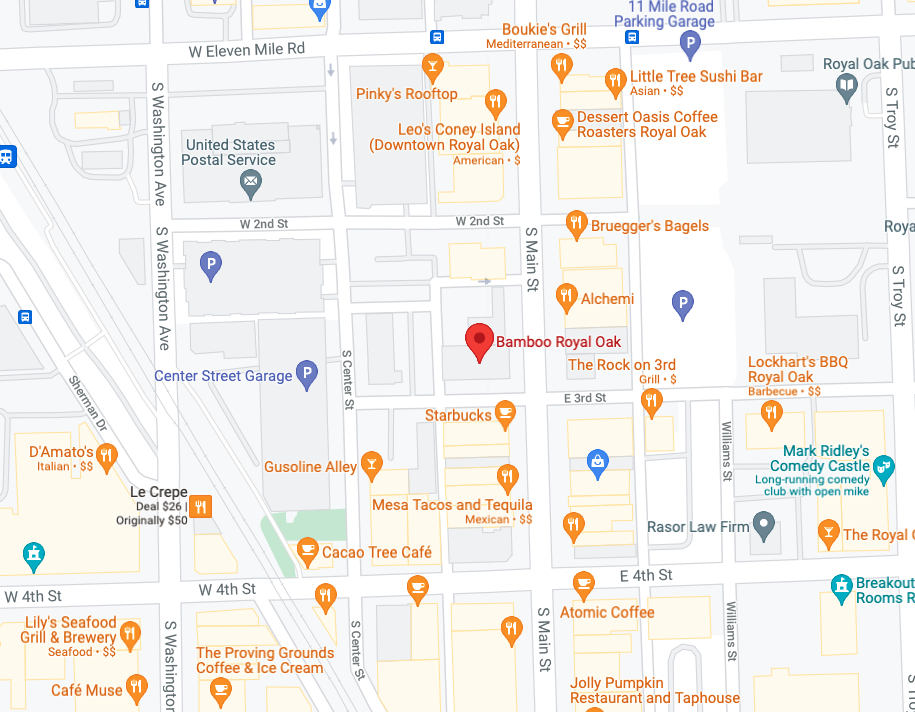 11 Mile Road
Parking Garage
Boukie's Grill
Mediterranean • $$
W Eleven Mile Rd
Royal Oak Pub
Pinky's Rooftop
Little Tree Sushi Bar
Asian • $$
S Washington Ave
S Troy St
Leo's Coney Island
(Downtown Royal Oak)
American • $
Dessert Oasis Coffee
Roasters Royal Oak
United States
Postal Service
W 2nd St
W 2nd St
Bruegger's Bagels
Roya
S Washington Ave
S Main St
S Troy St
P
P
P
P
Alchemi
Bamboo Royal Oak
The Rock on 3rd
Grill • $
Lockhart's BBQ
Royal Oak
Barbecue • $$
Center Street Garage
S Center St
Sherman Dr
E 3rd St
Starbucks
Williams St
D'Amato's
Italian • $$
Gusoline Alley
Mark Ridley's
Comedy Castle
Long-running comedy
club with open mike
Le Crepe
Deal $26 |
Originally $50
Mesa Tacos and Tequila
Mexican • $$
Rasor Law Firm
The Royal O
Cacao Tree Café
W 4th St
W 4th St
E 4th St
Breakout
Rooms R
Atomic Coffee
Lily's Seafood
Grill & Brewery
Seafood • $$
S Washington
S Center St
S Main St
Williams St
The Proving Grounds
Coffee & Ice Cream
Café Muse
Jolly Pumpkin
Restaurant and Taphouse
S Tro